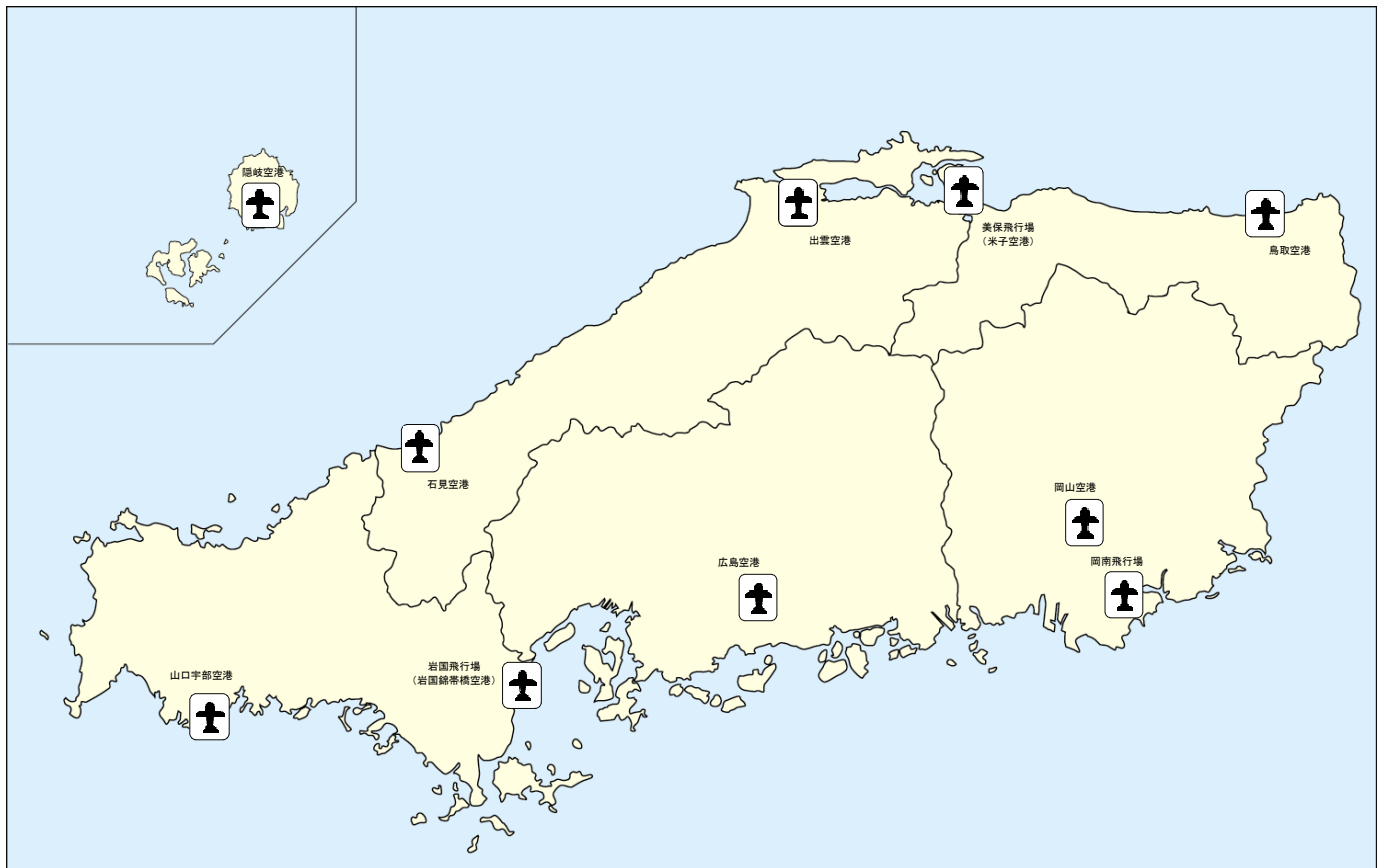 隠岐空港
出雲空港
美保飛行場
（米子空港）
鳥取空港
石見空港
岡山空港
広島空港
岡南飛行場
岩国飛行場
（岩国錦帯橋空港）
山口宇部空港